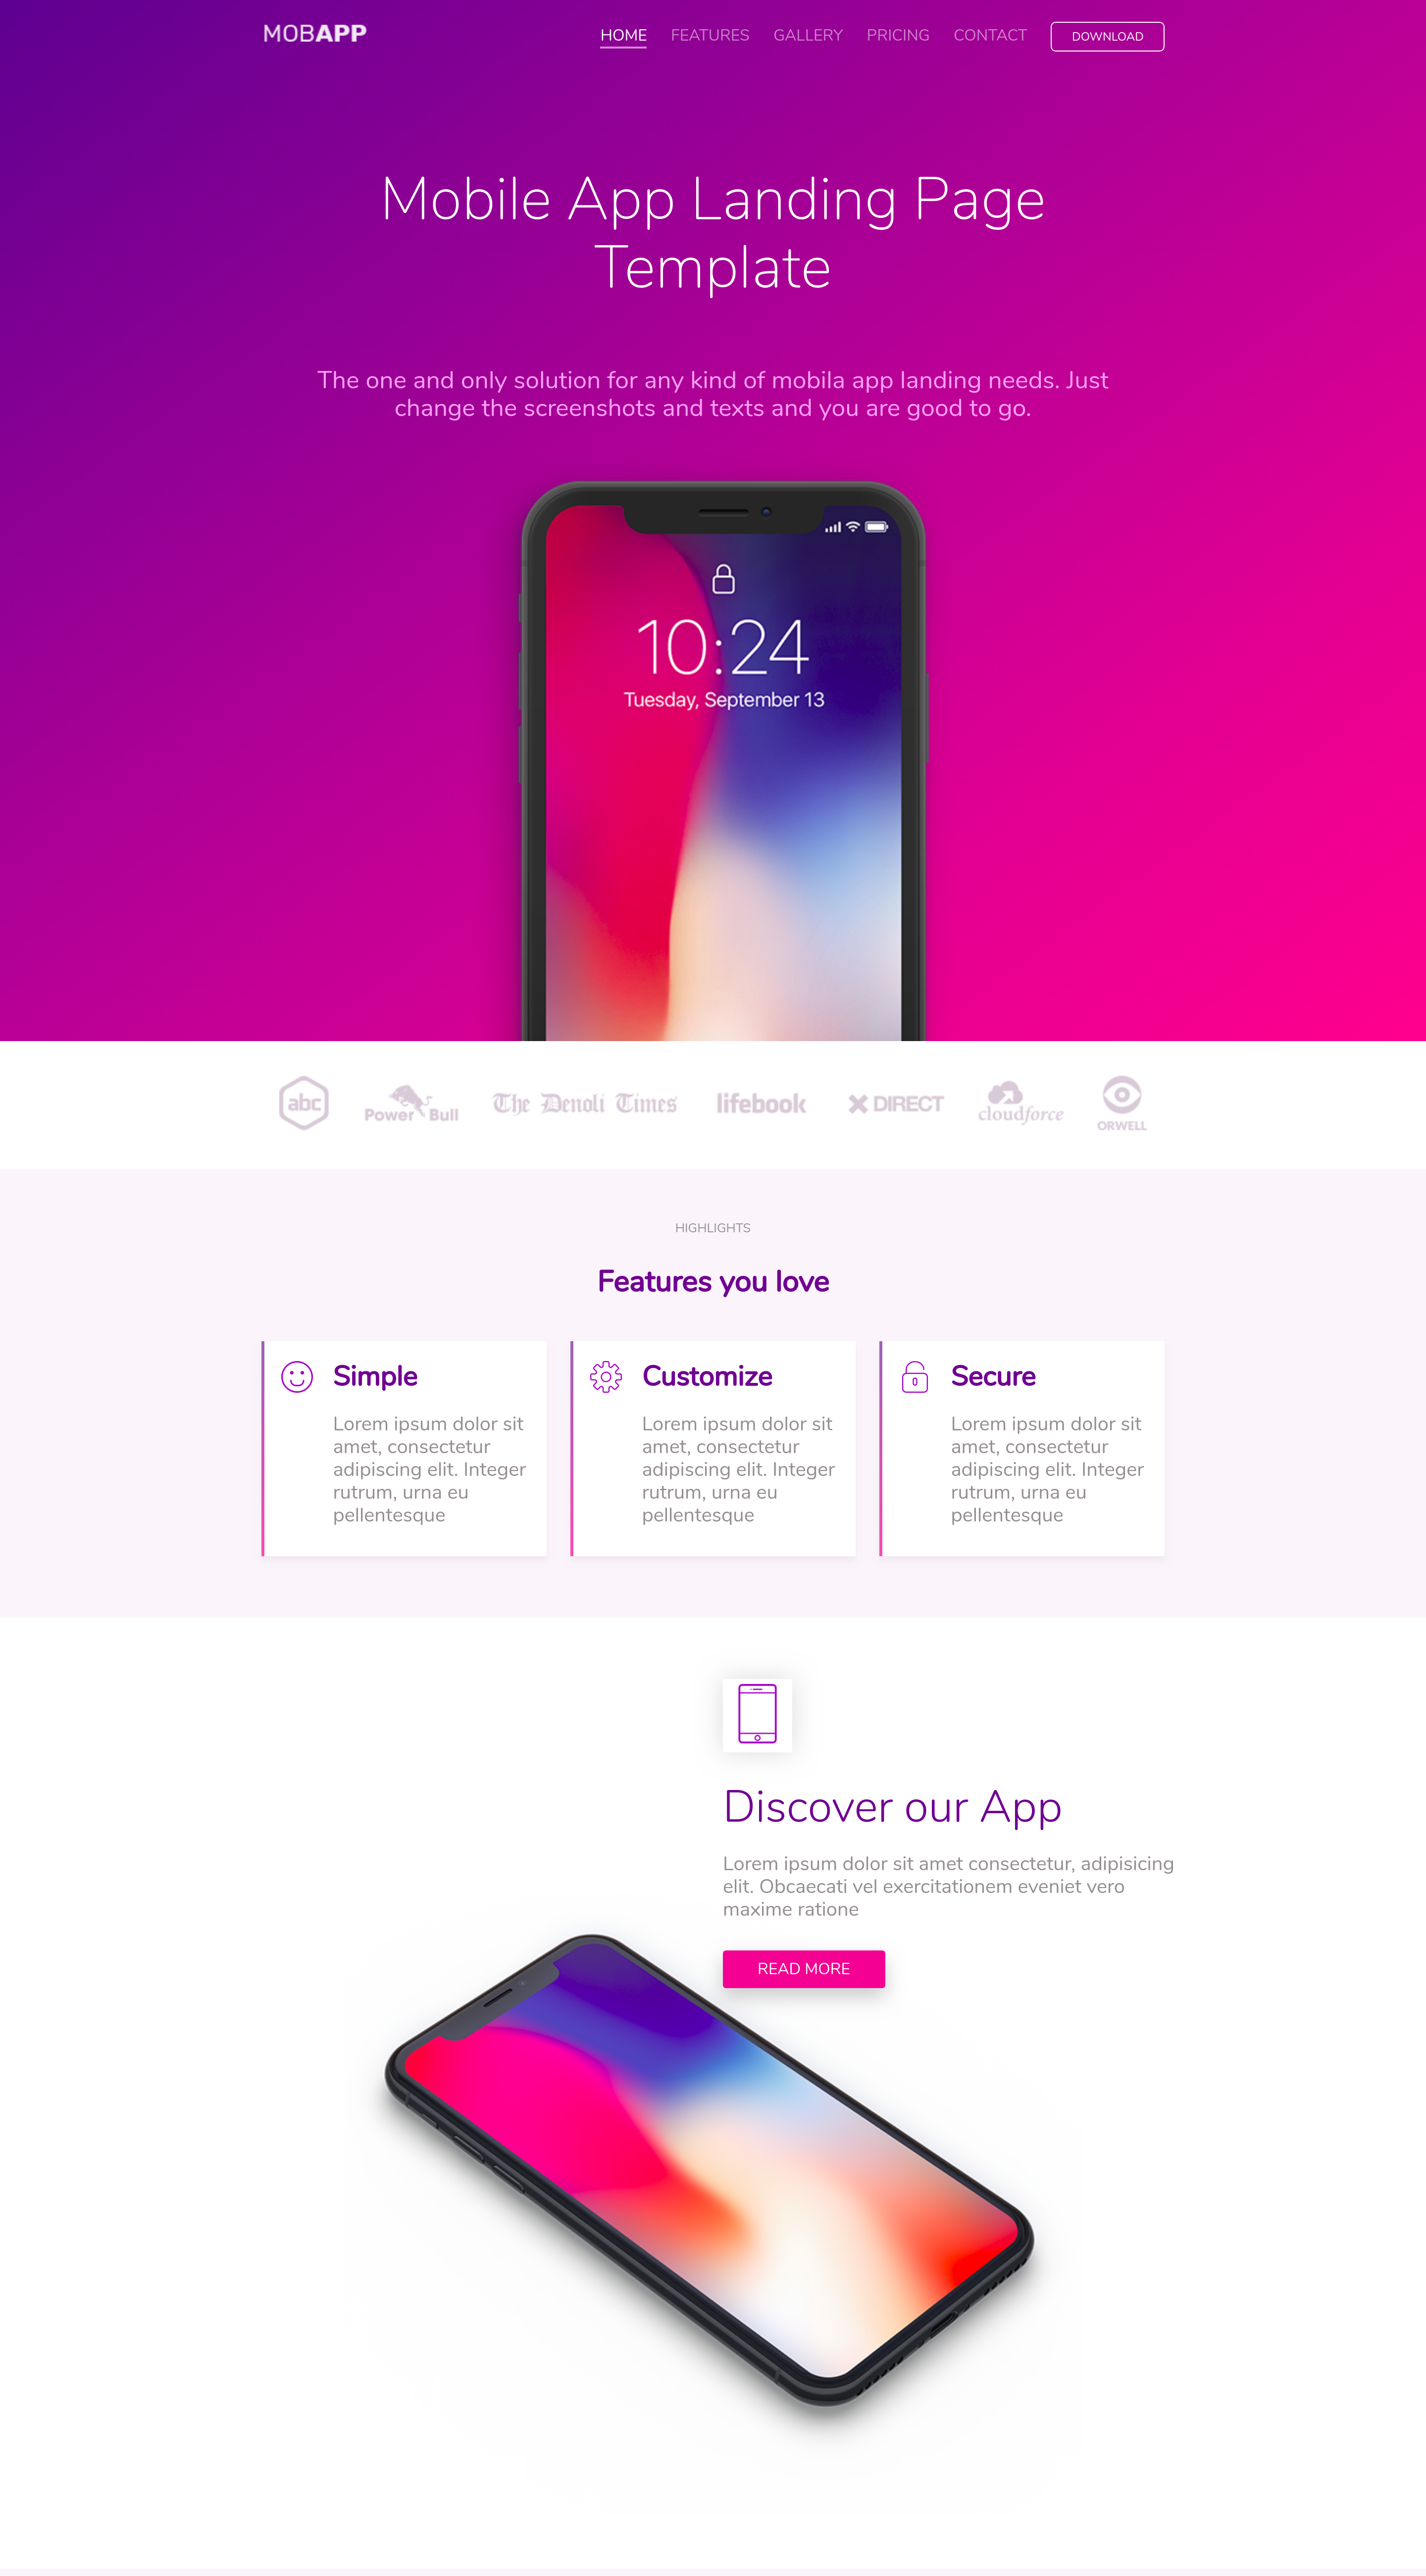 MOBAPP
HOME FEATURES GALLERY PRICING CONTACT DOWNLOAD
Mobile App Landing Page
Template
The one and only solution for any kind of mobila app landing needs. Just
change the screenshots and texts and you are good to go.
10:24
Tuesday, September 13
abc
Power Bull
The Denoli Times
lifebook
DIRECT
cloudforce
ORWELL
HIGHLIGHTS
Features you love
Simple
Lorem ipsum dolor sit
amet, consectetur
adipiscing elit. Integer
rutrum, urna eu
pellentesque
Customize
Lorem ipsum dolor sit
amet, consectetur
adipiscing elit. Integer
rutrum, urna eu
pellentesque
Secure
Lorem ipsum dolor sit
amet, consectetur
adipiscing elit. Integer
rutrum, urna eu
pellentesque
Discover our App
Lorem ipsum dolor sit amet consectetur, adipisicing
elit. Obcaecati vel exercitationem eveniet vero
maxime ratione
READ MORE